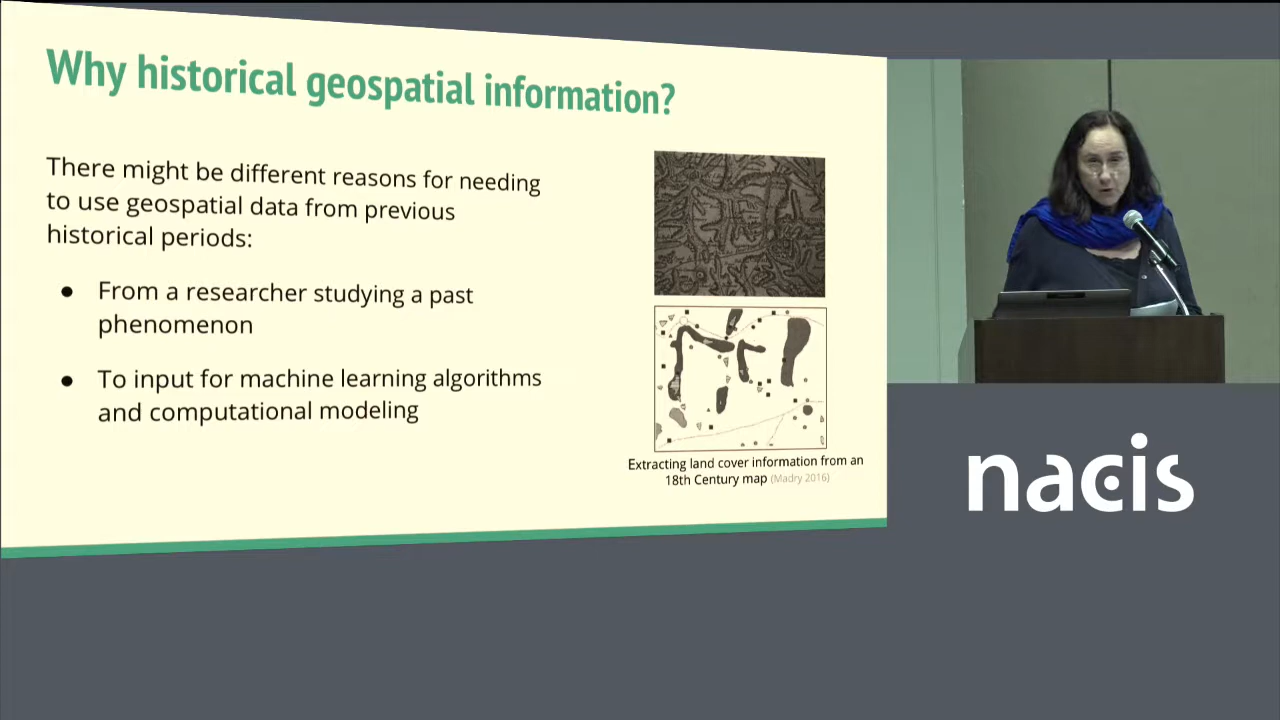 Why historical geospatial information?
There might be different reasons for needing
to use geospatial data from previous
historical periods:
● From a researcher studying a past
phenomenon
● To input for machine learning algorithms
and computational modeling
Extracting land cover information from an
18th Century map (Madry 2016)
nacis